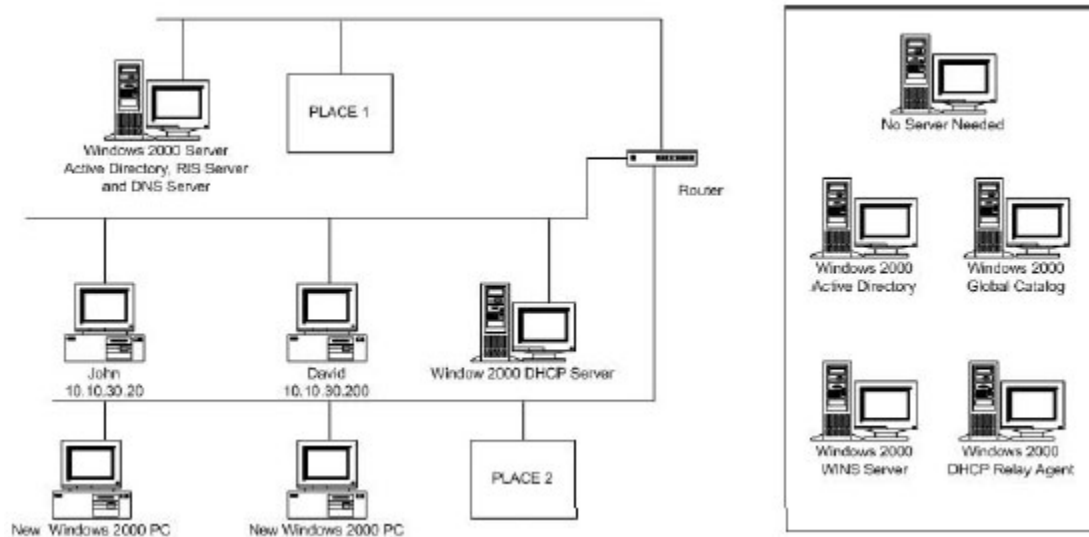 PLACE 1
Windows 2000 Server
Active Directory, RIS Server
and DNS Server
Router
John
10.10.30.20
David
10.10.30.200
Window 2000 DHCP Server
New Windows 2000 PC
New Windows 2000 PC
PLACE 2
No Server Needed
Windows 2000
Active Directory
Windows 2000
Global Catalog
Windows 2000
WINS Server
Windows 2000
DHCP Relay Agent